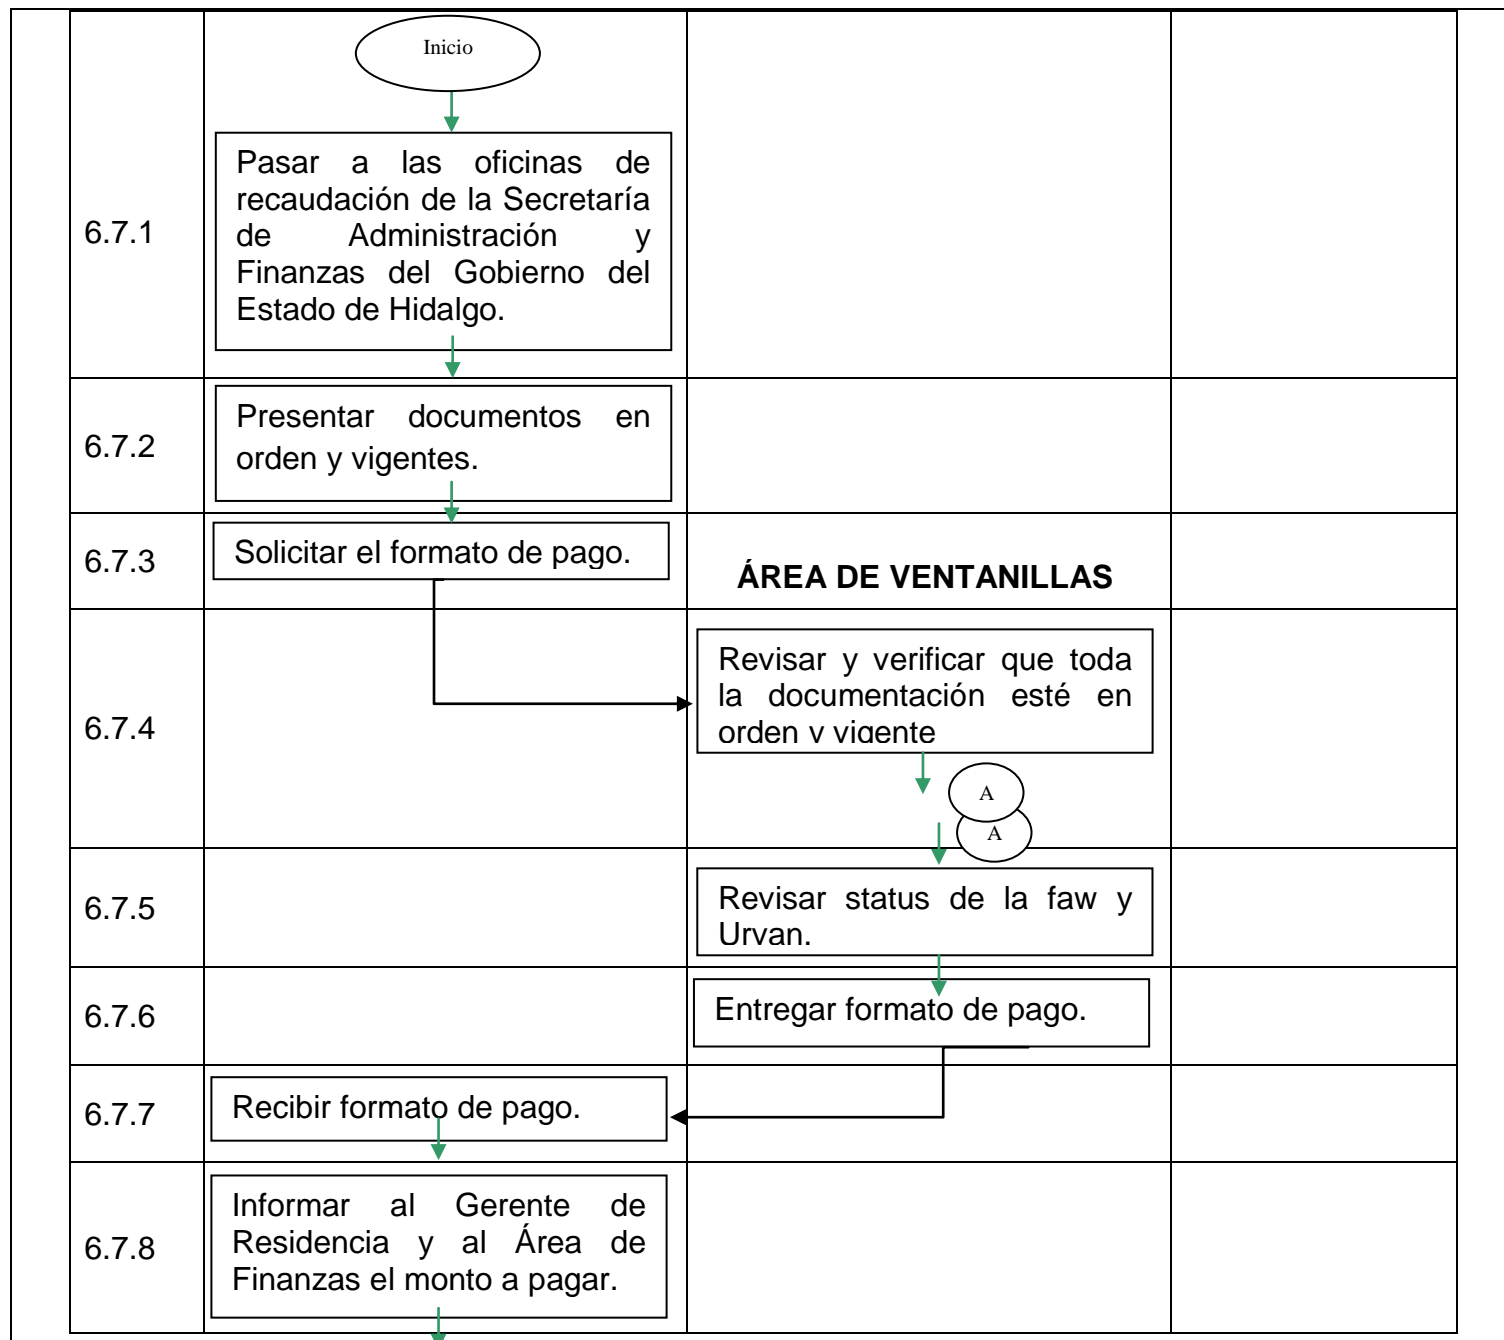 Inicio
6.7.1
Pasar a las oficinas de
recaudación de la Secretaría
de Administración y
Finanzas del Gobierno del
Estado de Hidalgo.
6.7.2
Presentar documentos en
orden y vigentes.
6.7.3
Solicitar el formato de pago.
ÁREA DE VENTANILLAS
6.7.4
Revisar y verificar que toda
la documentación esté en
orden y vigente
A
A
6.7.5
Revisar status de la faw y
Urvan.
6.7.6
Entregar formato de pago.
6.7.7
Recibir formato de pago.
6.7.8
Informar al Gerente de
Residencia y al Área de
Finanzas el monto a pagar.